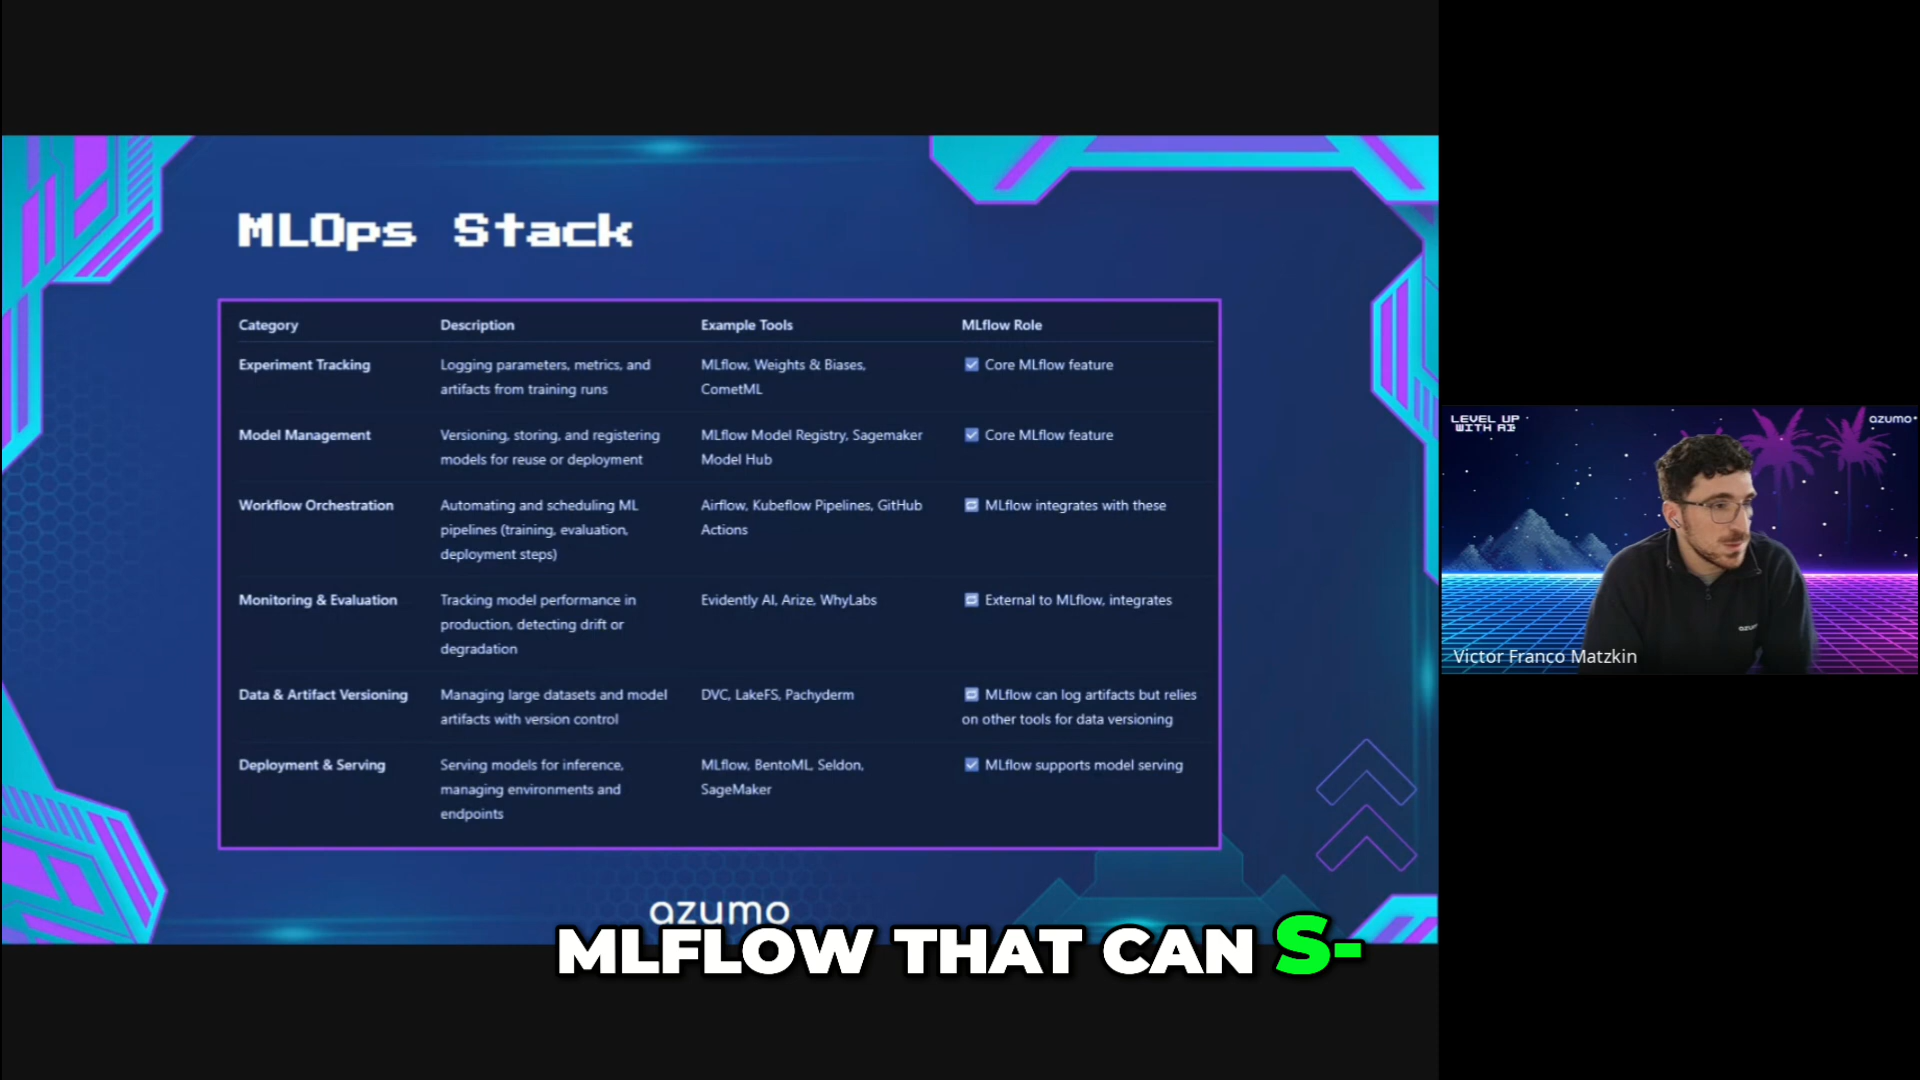 MLOps Stack
Category Description Example Tools MLflow Role
Experiment Tracking Logging parameters, metrics, and MLflow, Weights & Biases, Core MLflow feature
artifacts from training runs CometML
Model Management Versioning, storing, and registering MLflow Model Registry, Sagemaker Core MLflow feature
models for reuse or deployment Model Hub
Workflow Orchestration Automating and scheduling ML Airflow, Kubeflow Pipelines, GitHub MLflow integrates with these
pipelines (training, evaluation, Actions
deployment steps)
Monitoring & Evaluation Tracking model performance in Evidently AI, Arize, WhyLabs External to MLflow, integrates
production, detecting drift or
degradation
Data & Artifact Versioning Managing large datasets and model DVC, LakeFS, Pachyderm MLflow can log artifacts but relies
artifacts with version control on other tools for data versioning
Deployment & Serving Serving models for inference, MLflow, BentoML, Seldon, MLflow supports model serving
managing environments and SageMaker
endpoints
azumo
MLFLOW THAT CAN S-
LEVEL UP
WITH AI
azumo
azumo
Victor Franco Matzkin